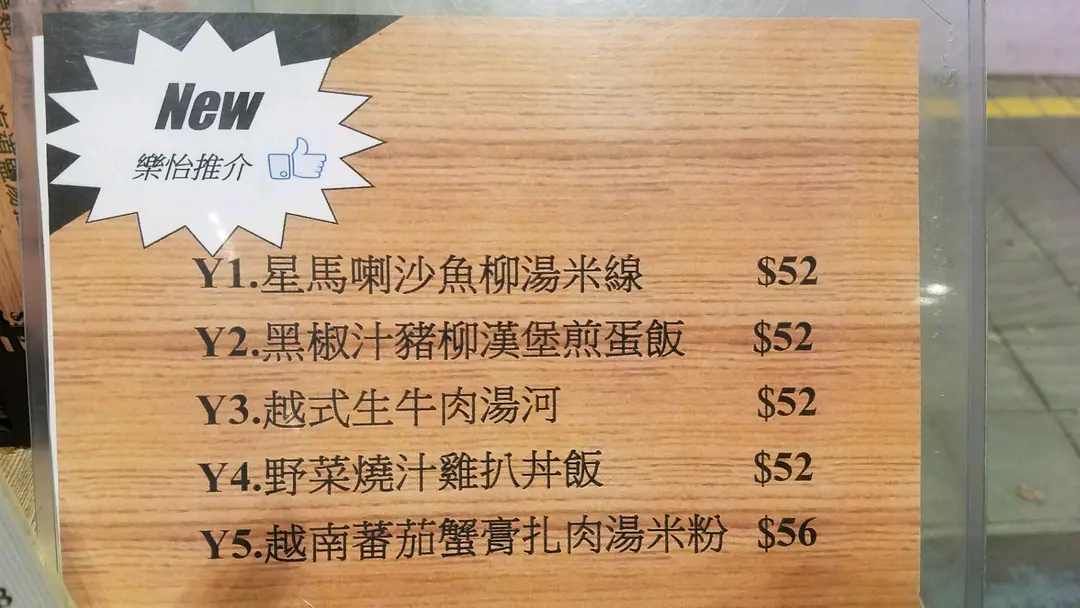 New
樂怡推介
Y1.星馬喇沙魚柳湯米線 $52
Y2.黑椒汁豬柳漢堡煎蛋飯 $52
Y3.越式生牛肉湯河 $52
Y4.野菜燒汁雞扒丼飯 $52
Y5.越南蕃茄蟹膏扎肉湯米粉 $56